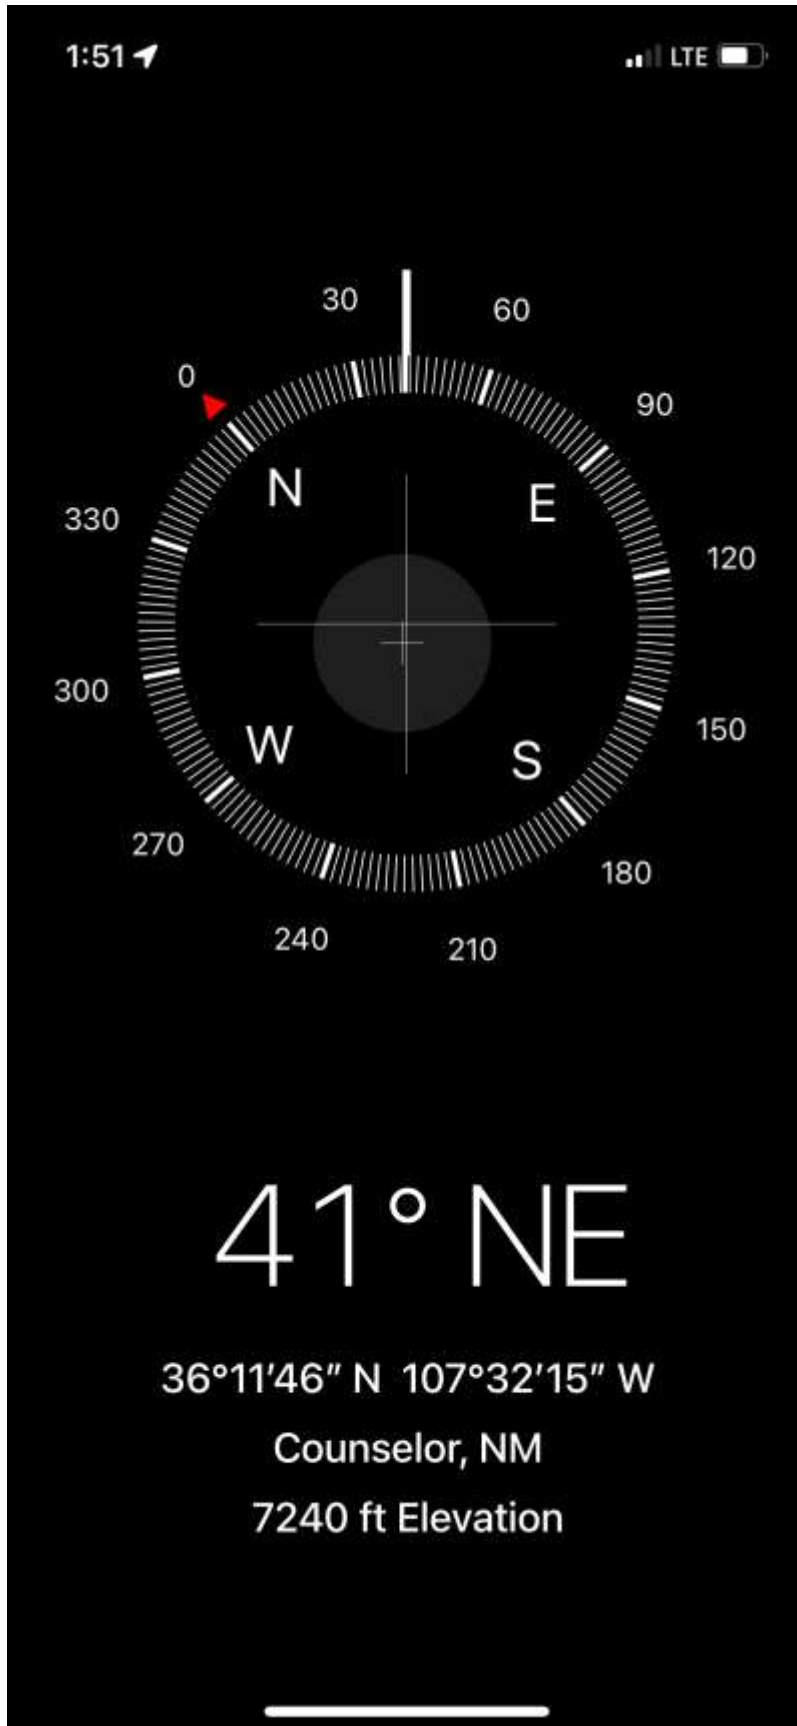 1:51 LTE
30 60
0 90
N E
330 120
300 150
W S
270 180
240 210
41° NE
36°11'46" N 107°32'15" W
Counselor, NM
7240 ft Elevation